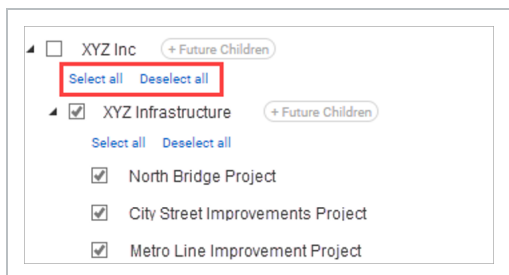 XYZ Inc + Future Children
Select all Deselect all
XYZ Infrastructure + Future Children
Select all Deselect all
North Bridge Project
City Street Improvements Project
Metro Line Improvement Project